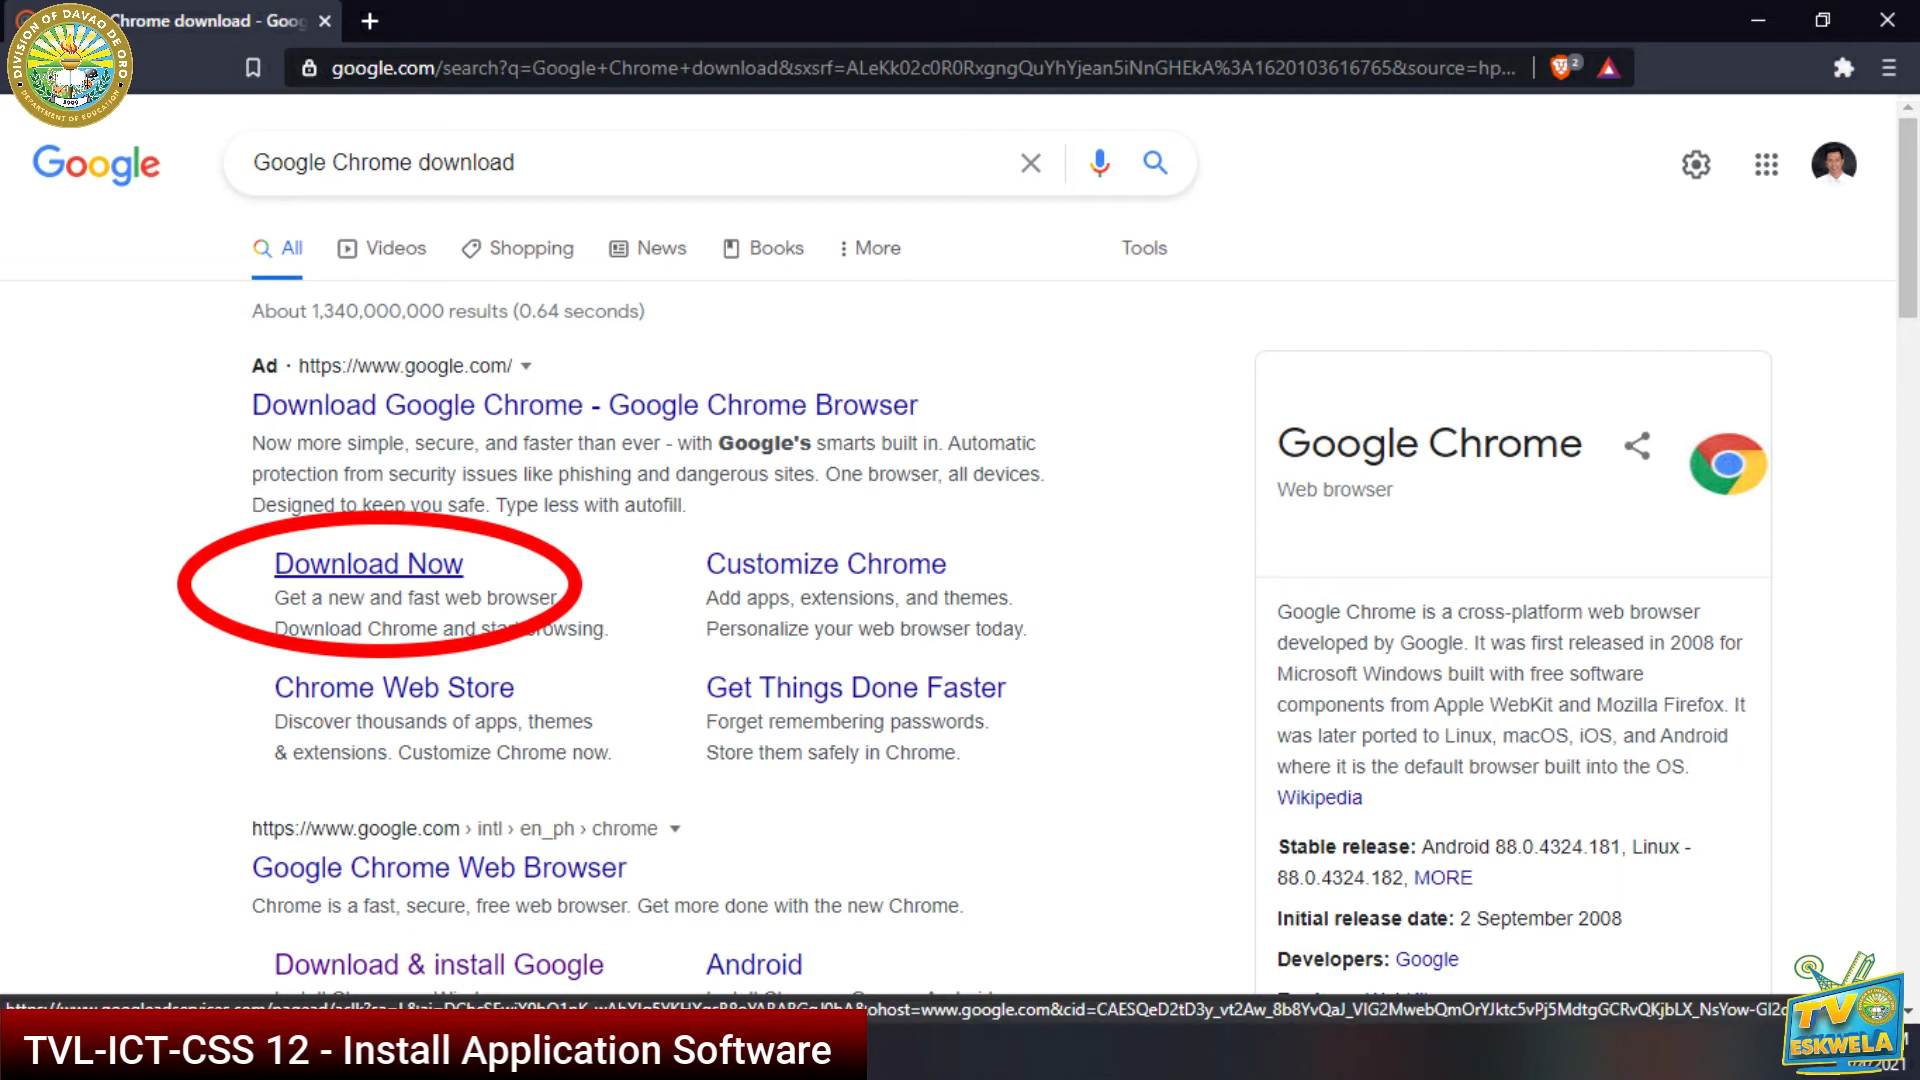 Chrome download - Goog
google.com/search?q=Google+Chrome+download&sxsrf=ALeKk02c0R0RxgngQuYhYjean5iNnGHEkA%3A1620103616765&source=hp...
2
DIVISION OF DAVAO DE ORO
DEPARTMENT OF EDUCATION
Google
Google Chrome download
All
Videos
Shopping
News
Books
More
Tools
About 1,340,000,000 results (0.64 seconds)
Ad · https://www.google.com/
Download Google Chrome - Google Chrome Browser
Now more simple, secure, and faster than ever - with Google's smarts built in. Automatic
protection from security issues like phishing and dangerous sites. One browser, all devices.
Designed to keep you safe. Type less with autofill.
Download Now
Get a new and fast web browser.
Download Chrome and start browsing.
Customize Chrome
Add apps, extensions, and themes.
Personalize your web browser today.
Chrome Web Store
Discover thousands of apps, themes
& extensions. Customize Chrome now.
Get Things Done Faster
Forget remembering passwords.
Store them safely in Chrome.
https://www.google.com › intl › en_ph › chrome
Google Chrome Web Browser
Chrome is a fast, secure, free web browser. Get more done with the new Chrome.
Download & install Google
Android
Google Chrome
Web browser
Google Chrome is a cross-platform web browser
developed by Google. It was first released in 2008 for
Microsoft Windows built with free software
components from Apple WebKit and Mozilla Firefox. It
was later ported to Linux, macOS, iOS, and Android
where it is the default browser built into the OS.
Wikipedia
Stable release: Android 88.0.4324.181, Linux -
88.0.4324.182, MORE
Initial release date: 2 September 2008
Developers: Google
ohost=www.google.com&cid=CAESQeD2tD3y_vt2Aw_8b8YvQaJ_VIG2MwebQmOrYJktc5vPj5MdtgGCRvQKjbLX_NsYow-Gl2
TVL-ICT-CSS 12 - Install Application Software
TV
ESKWELA